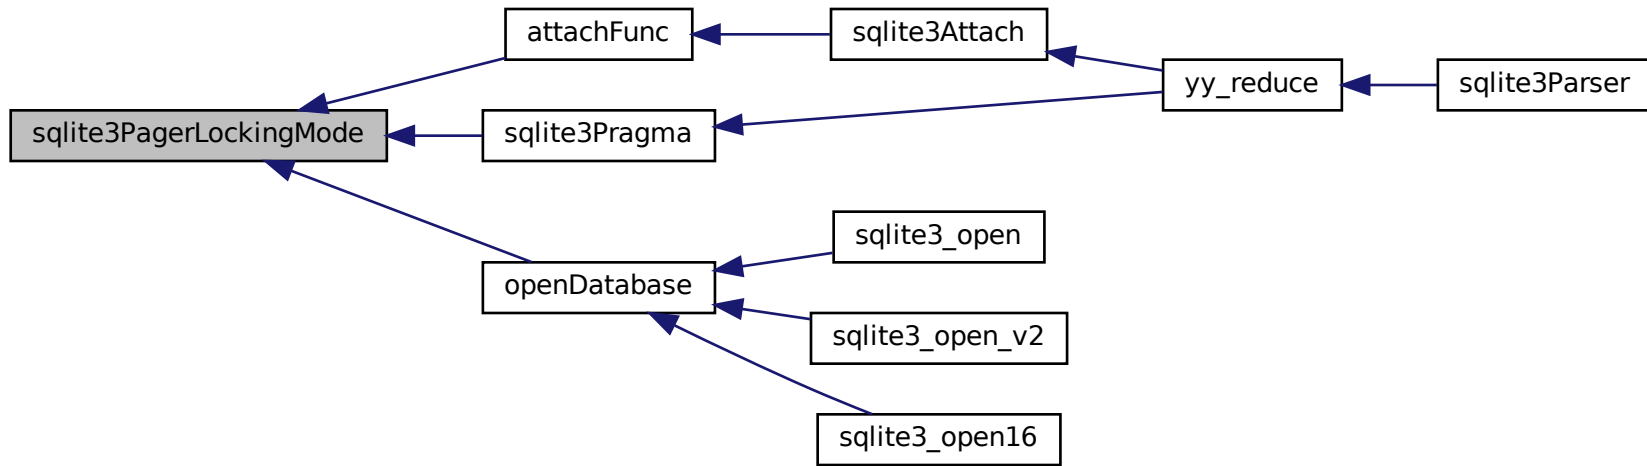 attachFunc
sqlite3Attach
yy_reduce
sqlite3Parser
sqlite3PagerLockingMode
sqlite3Pragma
sqlite3_open
openDatabase
sqlite3_open_v2
sqlite3_open16